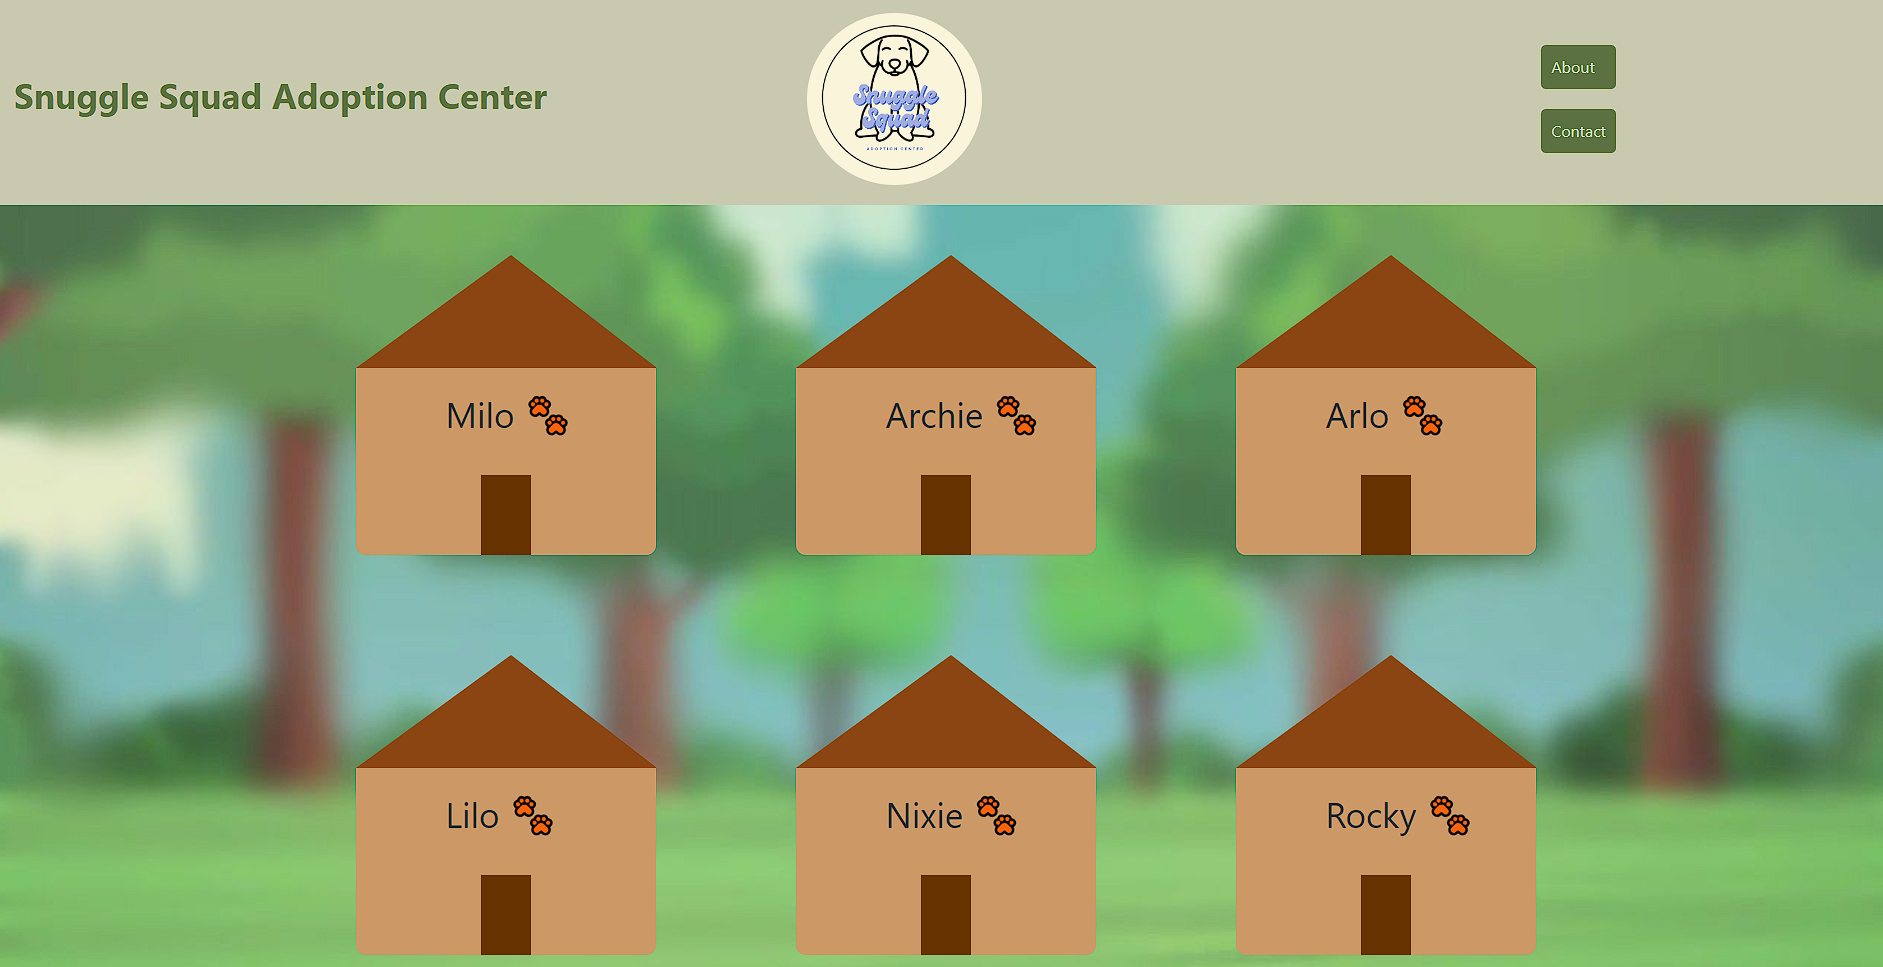 Snuggle Squad Adoption Center
Snuggle
Squad
ADOPTION CENTER
About
Contact
Milo
Archie
Arlo
Lilo
Nixie
Rocky